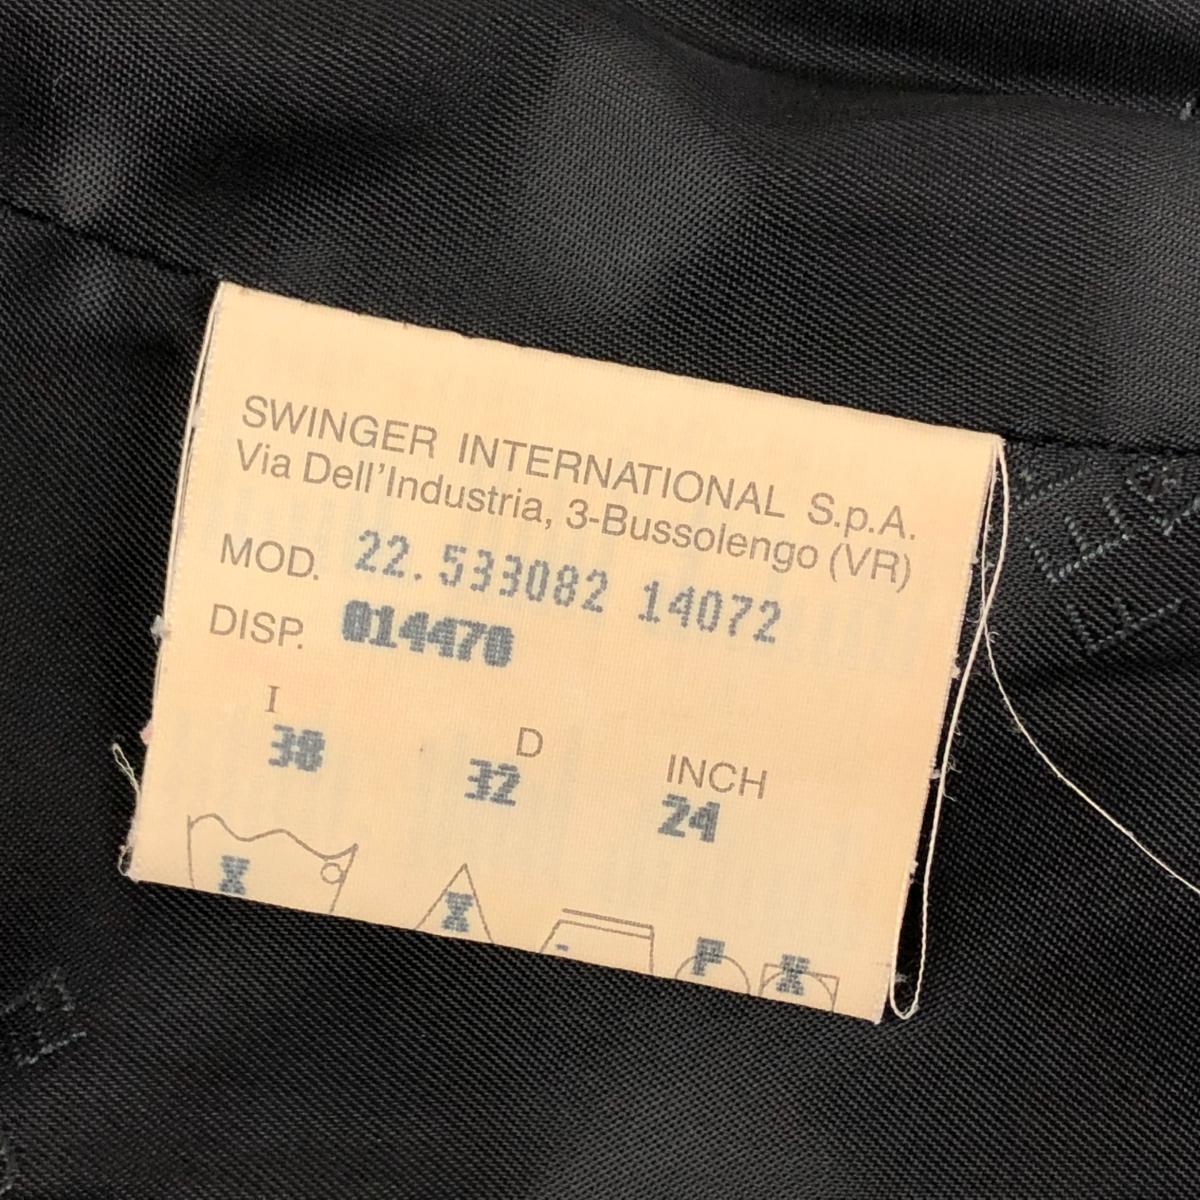 SWINGER INTERNATIONAL S.p.A.
Via Dell'Industria, 3-Bussolengo (VR)
MOD. 22.533082 14072
DISP. 014470
I D INCH
38 32 24
X X - P X